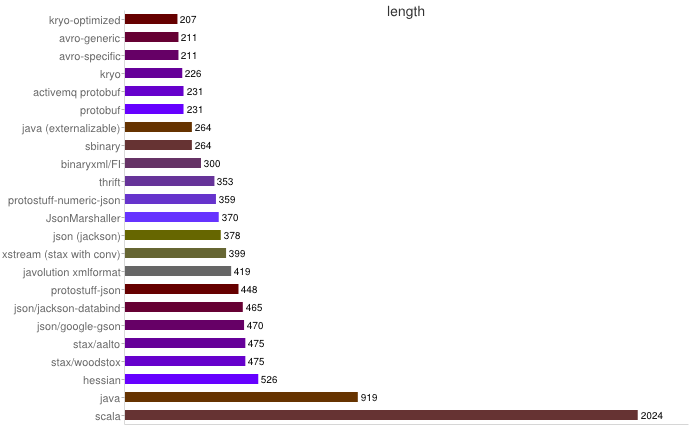 length
kryo-optimized 207
avro-generic 211
avro-specific 211
kryo 226
activemq protobuf 231
protobuf 231
java (externalizable) 264
sbinary 264
binaryxml/FI 300
thrift 353
protostuff-numeric-json 359
JsonMarshaller 370
json (jackson) 378
xstream (stax with conv) 399
javolution xmlformat 419
protostuff-json 448
json/jackson-databind 465
json/google-gson 470
stax/aalto 475
stax/woodstox 475
hessian 526
java 919
scala 2024